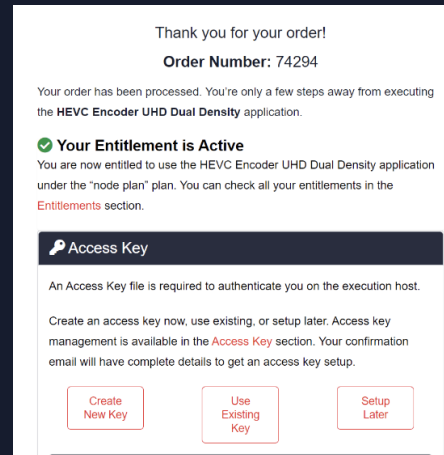 Thank you for your order!
Order Number: 74294
Your order has been processed. You're only a few steps away from executing
the HEVC Encoder UHD Dual Density application.
Your Entitlement is Active
You are now entitled to use the HEVC Encoder UHD Dual Density application
under the “node plan” plan. You can check all your entitlements in the
Entitlements section.
Access Key
An Access Key file is required to authenticate you on the execution host.
Create an access key now, use existing, or setup later. Access key
management is available in the Access Key section. Your confirmation
email will have complete details to get an access key setup.
Create
New Key
Use
Existing
Key
Setup
Later